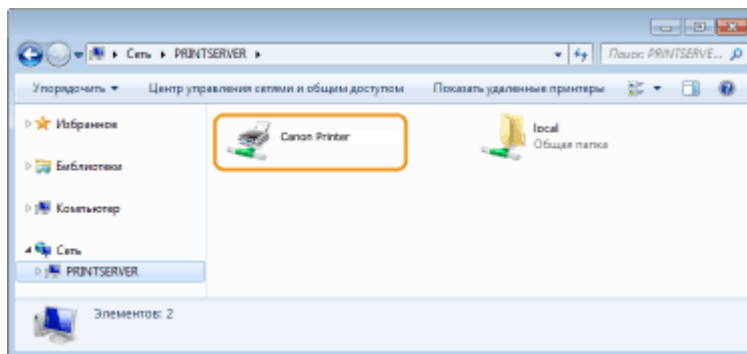 Сеть ▸ PRINTSERVER ▸
Поиск: PRINTSERVE...
Упорядочить Центр управления сетями и общим доступом Показать удаленные принтеры
Избранное
Canon Printer
local
Общая папка
Библиотеки
Компьютер
Сеть
PRINTSERVER
Элементов: 2